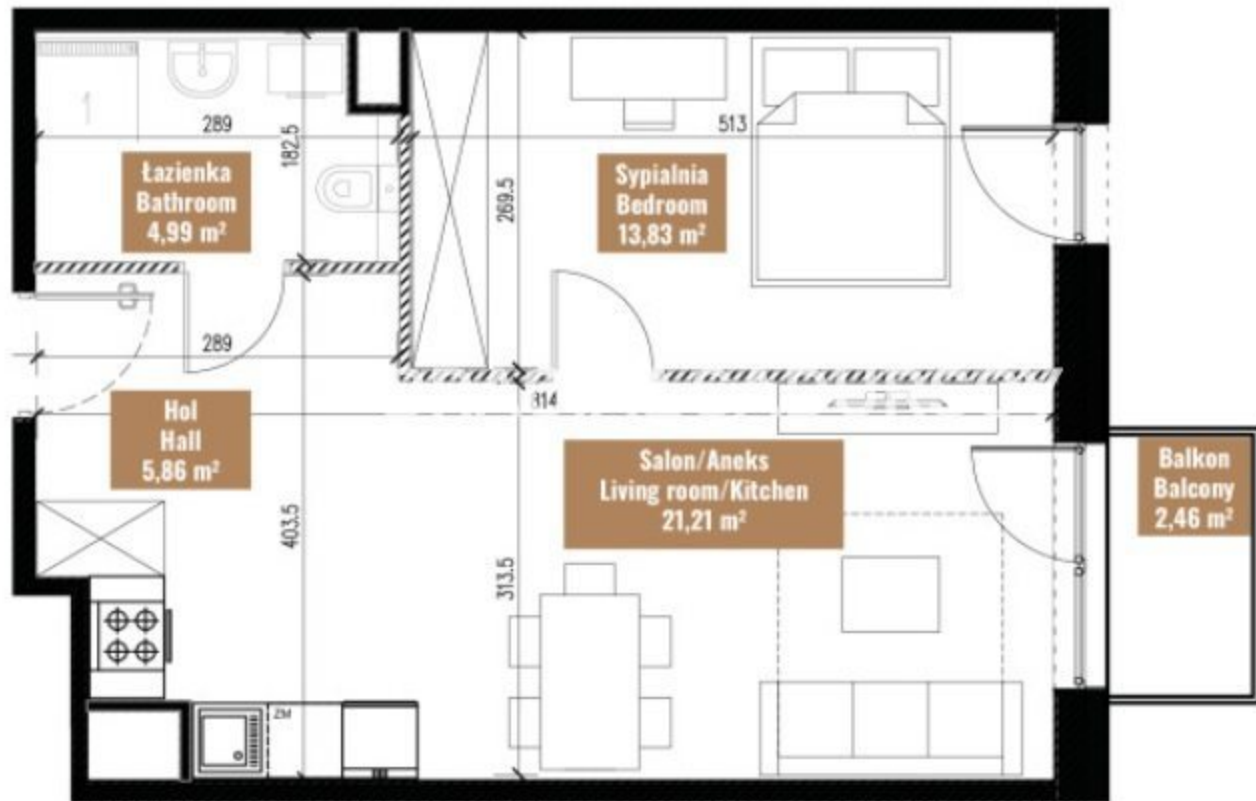 289
182.5
Łazienka
Bathroom
4,99 m²
513
269.5
Sypialnia
Bedroom
13,83 m²
289
Hol
Hall
5,86 m²
814
403.5
Salon/Aneks
Living room/Kitchen
21,21 m²
313.5
Balkon
Balcony
2,46 m²
ZM